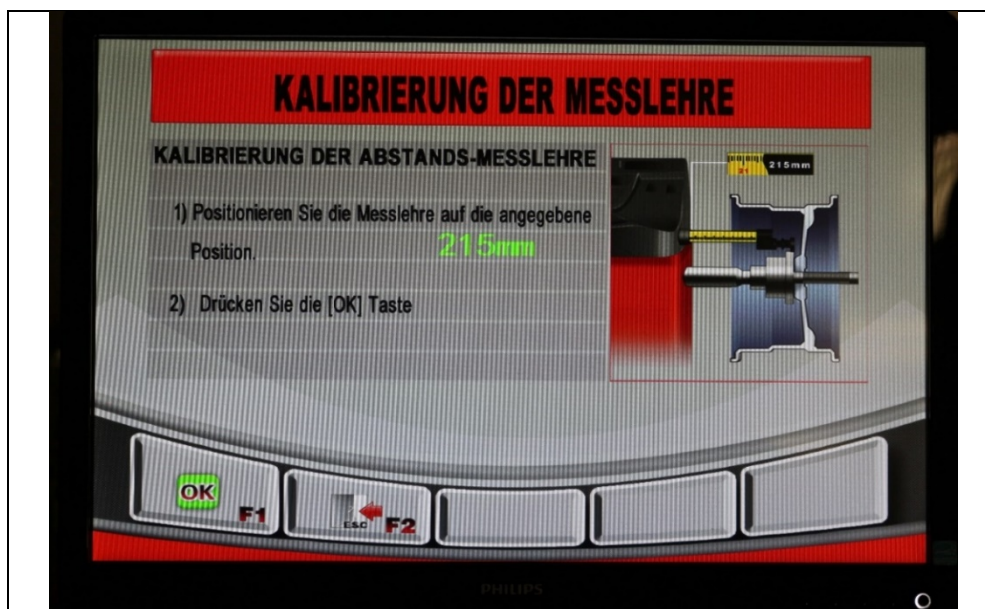 KALIBRIERUNG DER MESSLEHRE
KALIBRIERUNG DER ABSTANDS-MESSLEHRE
1) Positionieren Sie die Messlehre auf die angegebene
Position. 215mm
2) Drücken Sie die [OK] Taste
21 215mm
OK F1
E.S.C F2
PHILIPS